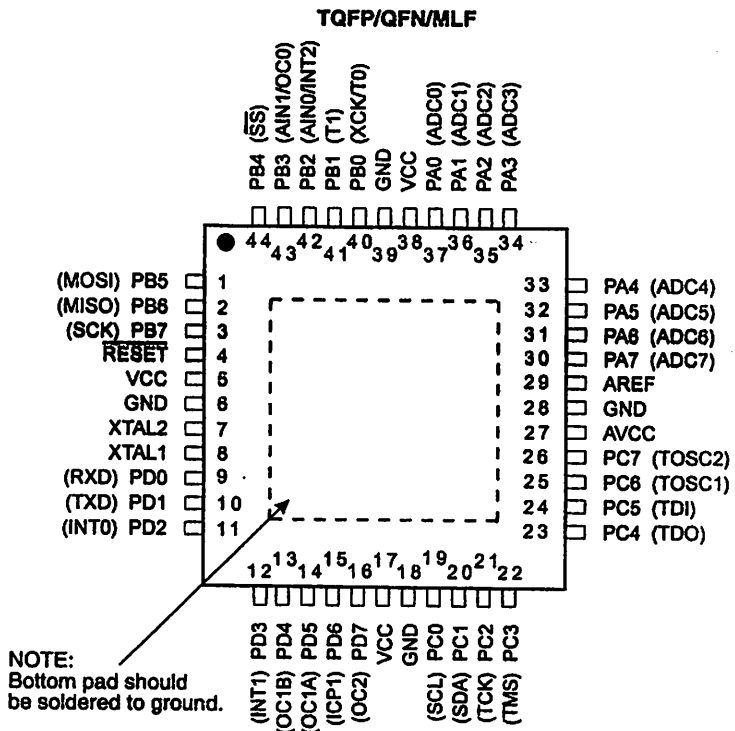 TQFP/QFN/MLF
PB4 (SS)
PB3 (AIN1/OC0)
PB2 (AIN0/INT2)
PB1 (T1)
PB0 (XCK/T0)
GND
VCC
PA0 (ADC0)
PA1 (ADC1)
PA2 (ADC2)
PA3 (ADC3)
44 43 42 41 40 39 38 37 36 35 34
(MOSI) PB5 1
(MISO) PB6 2
(SCK) PB7 3
RESET 4
VCC 5
GND 6
XTAL2 7
XTAL1 8
(RXD) PD0 9
(TXD) PD1 10
(INT0) PD2 11
33 PA4 (ADC4)
32 PA5 (ADC5)
31 PA6 (ADC6)
30 PA7 (ADC7)
29 AREF
28 GND
27 AVCC
26 PC7 (TOSC2)
25 PC6 (TOSC1)
24 PC5 (TDI)
23 PC4 (TDO)
12 13 14 15 16 17 18 19 20 21 22
(INT1) PD3
(OC1B) PD4
(OC1A) PD5
(ICP1) PD6
(OC2) PD7
VCC
GND
(SCL) PC0
(SDA) PC1
(TCK) PC2
(TMS) PC3
NOTE:
Bottom pad should
be soldered to ground.